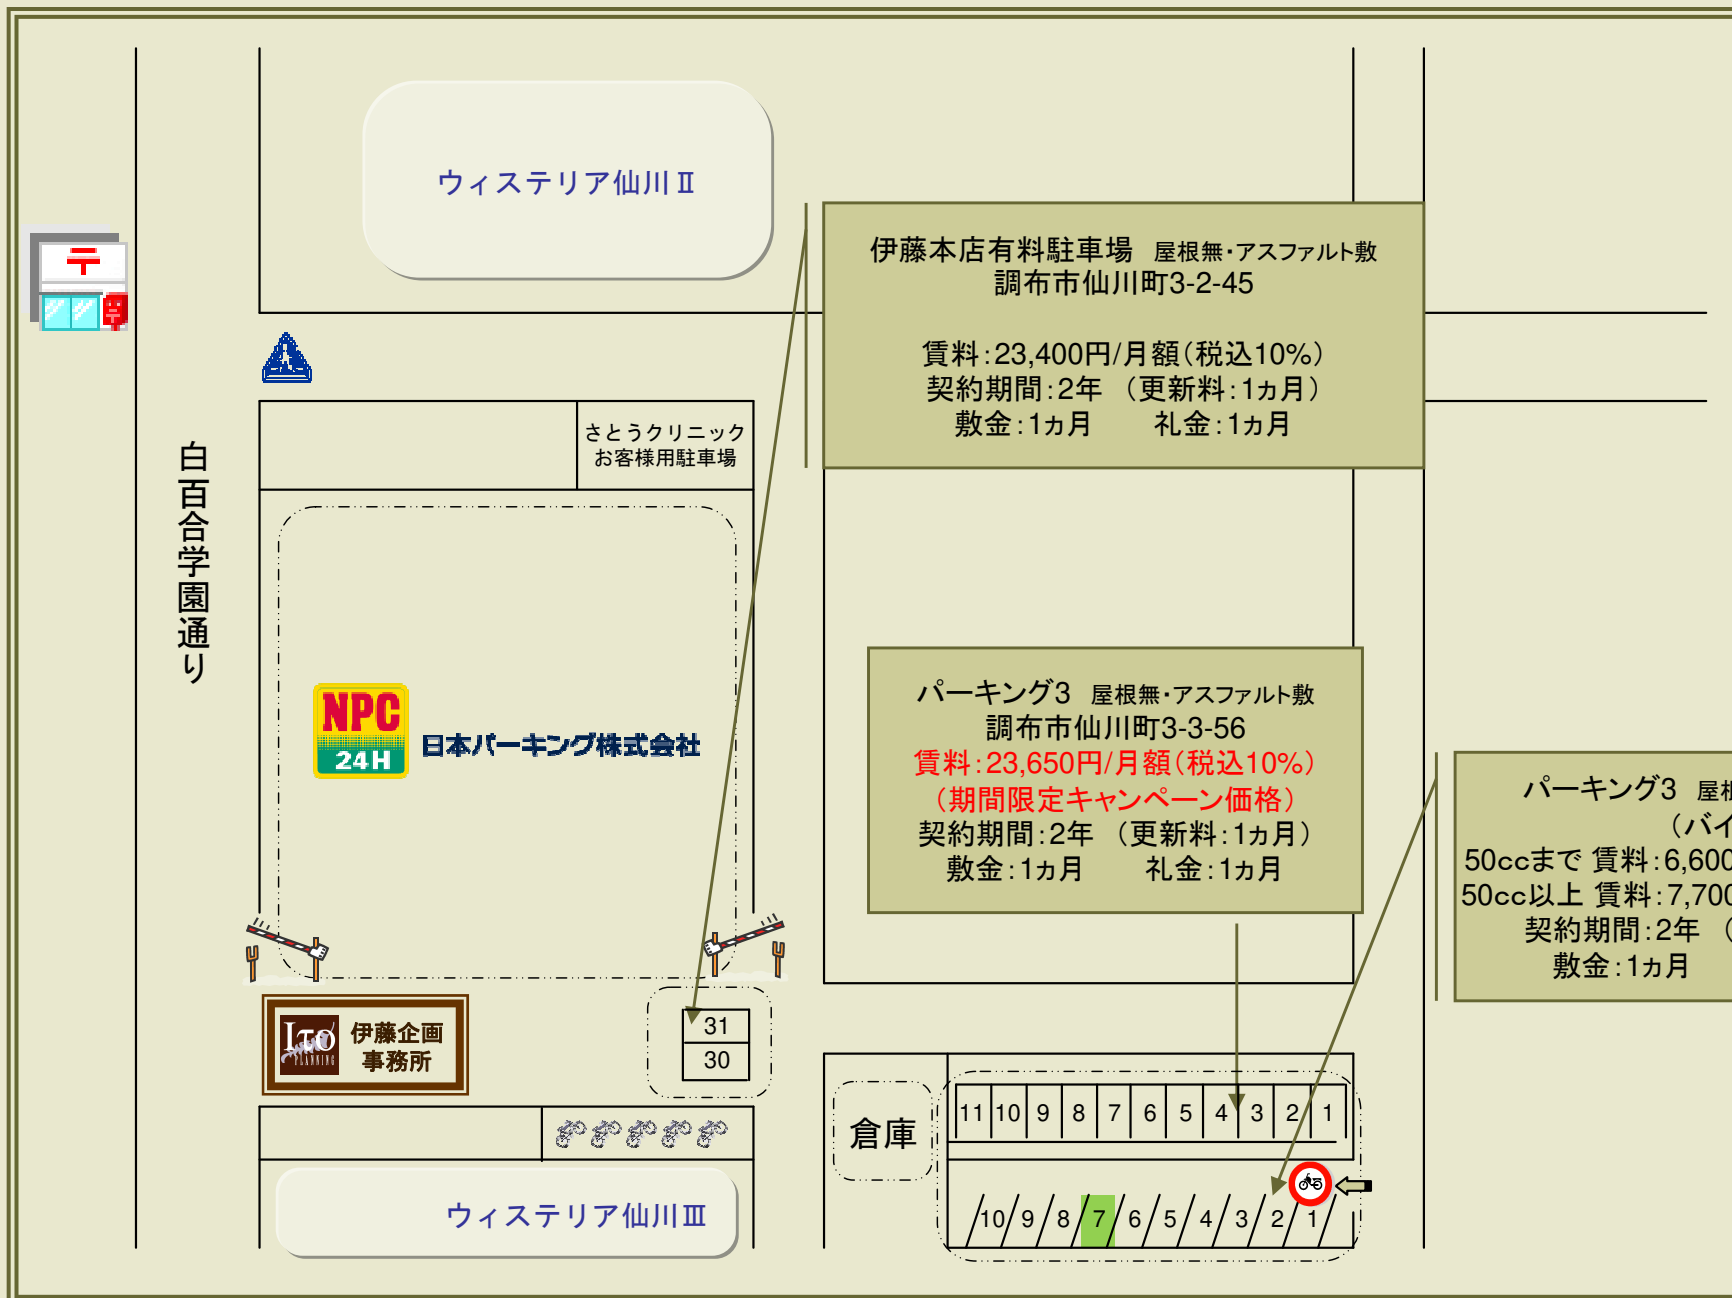 ウィステリア仙川Ⅱ
〒
伊藤本店有料駐車場 屋根無・アスファルト敷
調布市仙川町3-2-45
賃料：23,400円/月額（税込10%）
契約期間：2年 （更新料：1ヵ月）
敷金：1ヵ月 礼金：1ヵ月
さとうクリニック
お客様用駐車場
白百合学園通り
NPC
24H
日本パーキング株式会社
パーキング3 屋根無・アスファルト敷
調布市仙川町3-3-56
賃料：23,650円/月額（税込10%）
（期間限定キャンペーン価格）
契約期間：2年 （更新料：1ヵ月）
敷金：1ヵ月 礼金：1ヵ月
パーキング3 屋
（バイ
50ccまで 賃料：6,600
50cc以上 賃料：7,700
契約期間：2年 （
敷金：1ヵ月
ITO
PLANNING
伊藤企画
事務所
31
30
倉庫
11 10 9 8 7 6 5 4 3 2 1
10 9 8 7 6 5 4 3 2 1
ウィステリア仙川Ⅲ